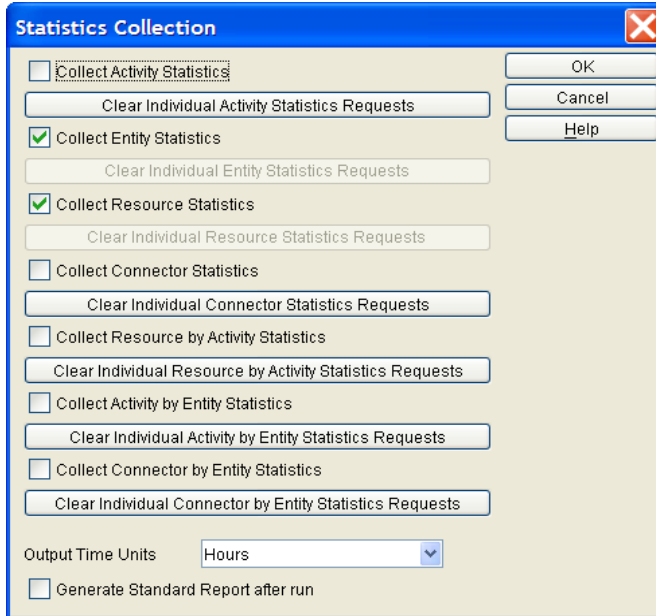 Statistics Collection
Collect Activity Statistics
OK
Clear Individual Activity Statistics Requests
Cancel
Collect Entity Statistics
Help
Clear Individual Entity Statistics Requests
Collect Resource Statistics
Clear Individual Resource Statistics Requests
Collect Connector Statistics
Clear Individual Connector Statistics Requests
Collect Resource by Activity Statistics
Clear Individual Resource by Activity Statistics Requests
Collect Activity by Entity Statistics
Clear Individual Activity by Entity Statistics Requests
Collect Connector by Entity Statistics
Clear Individual Connector by Entity Statistics Requests
Output Time Units Hours
Generate Standard Report after run